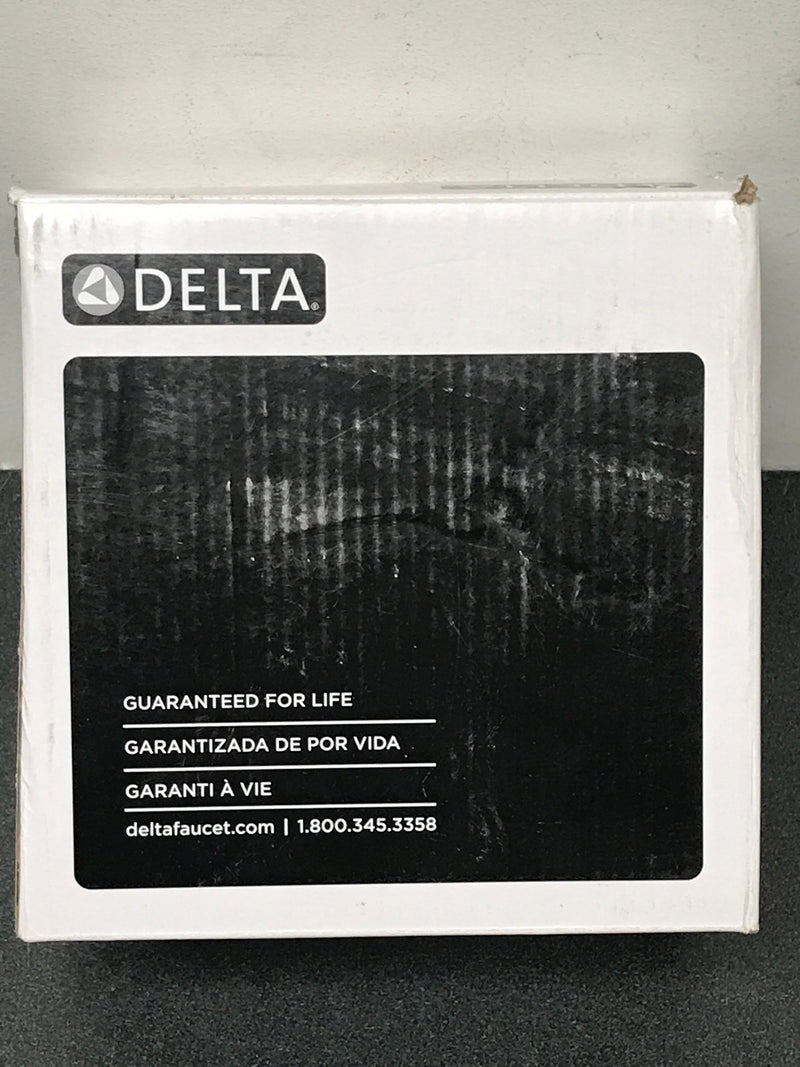 DELTA®
GUARANTEED FOR LIFE
GARANTIZADA DE POR VIDA
GARANTI À VIE
deltafaucet.com | 1.800.345.3358